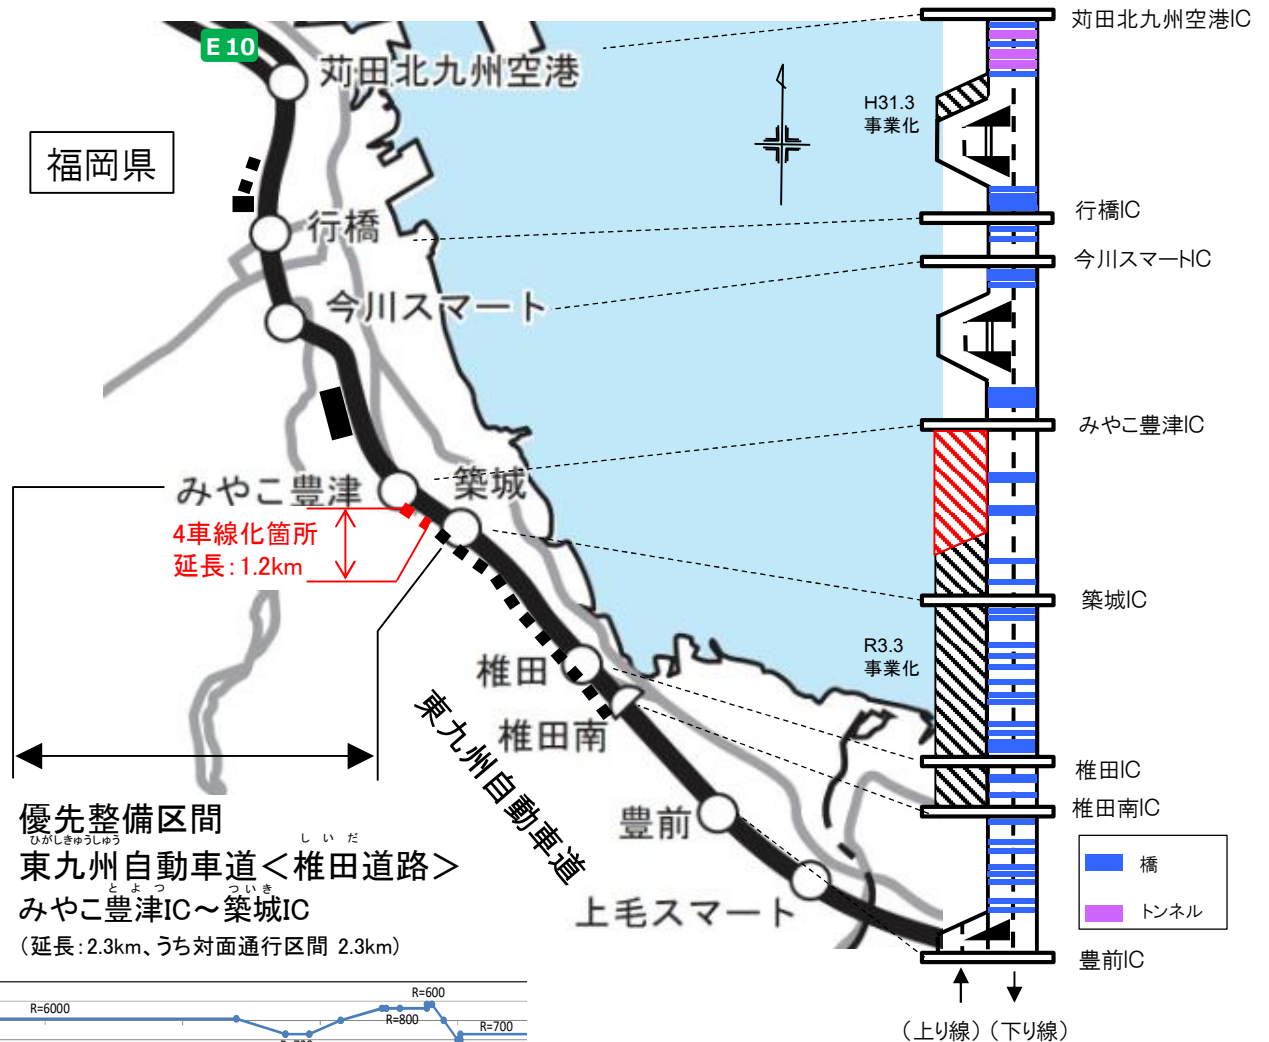 E10
苅田北九州空港
福岡県
行橋
今川スマート
みやこ豊津
築城
4車線化箇所
延長:1.2km
椎田
椎田南
東九州自動車道
豊前
上毛スマート
優先整備区間
ひがしきゅうしゅう しいだ
東九州自動車道<椎田道路>
とよつ ついき
みやこ豊津IC~築城IC
(延長:2.3km、うち対面通行区間 2.3km)
R=6000
R=600
R=800
R=700
苅田北九州空港IC
H31.3
事業化
行橋IC
今川スマートIC
みやこ豊津IC
築城IC
R3.3
事業化
椎田IC
椎田南IC
橋
トンネル
豊前IC
(上り線)(下り線)